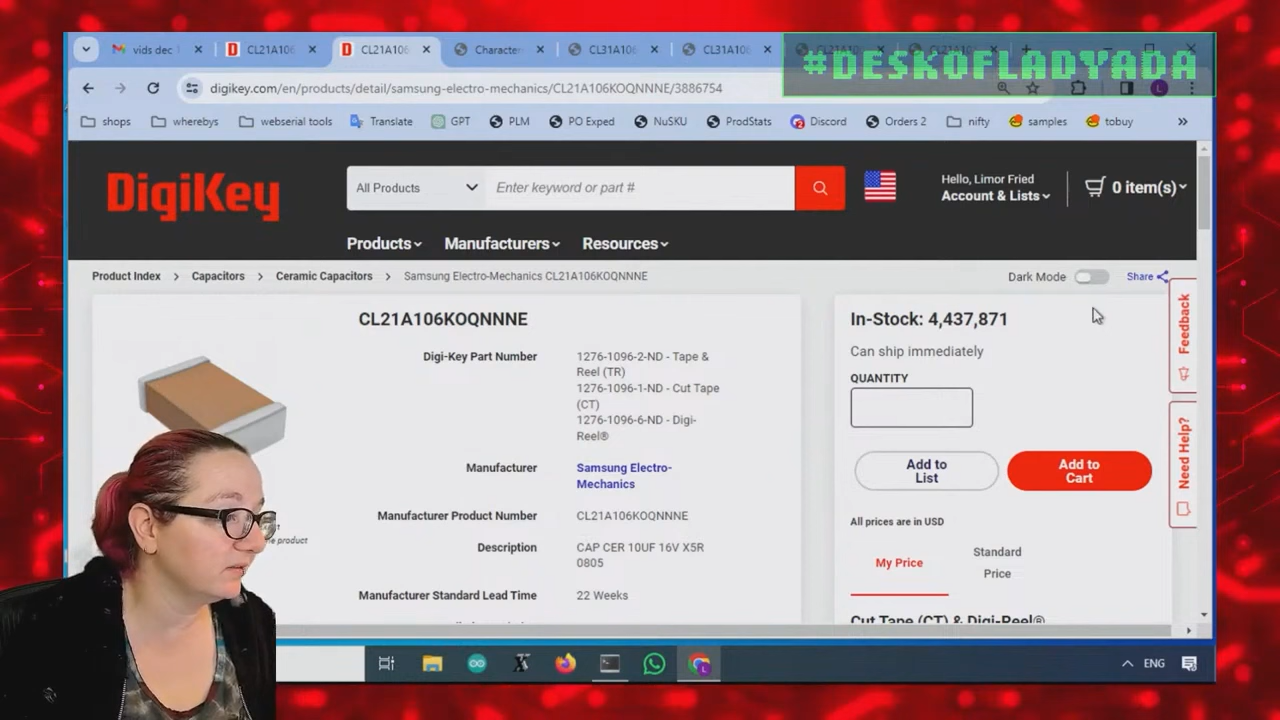 vids dec
CL21A106
CL21A106
Character
CL31A106
CL31A106
#DESKOFLADYADA
digikey.com/en/products/detail/samsung-electro-mechanics/CL21A106KOQNNNE/3886754
shops
wherebys
webserial tools
Translate
GPT
PLM
PO Exped
NuSKU
ProdStats
Discord
Orders 2
nifty
samples
tobuy
DigiKey
All Products
Enter keyword or part #
Hello, Limor Fried
Account & Lists
0 item(s)
Products
Manufacturers
Resources
Product Index > Capacitors > Ceramic Capacitors > Samsung Electro-Mechanics CL21A106KOQNNNE
Dark Mode
Share
CL21A106KOQNNNE
Digi-Key Part Number
1276-1096-2-ND - Tape &
Reel (TR)
1276-1096-1-ND - Cut Tape
(CT)
1276-1096-6-ND - Digi-
Reel®
Manufacturer
Samsung Electro-
Mechanics
Manufacturer Product Number
CL21A106KOQNNNE
Description
CAP CER 10UF 16V X5R
0805
Manufacturer Standard Lead Time
22 Weeks
e product
In-Stock: 4,437,871
Can ship immediately
QUANTITY
Add to
List
Add to
Cart
All prices are in USD
My Price
Standard
Price
Cut Tape (CT) & Digi-Reel®
Feedback
Need Help?
ENG